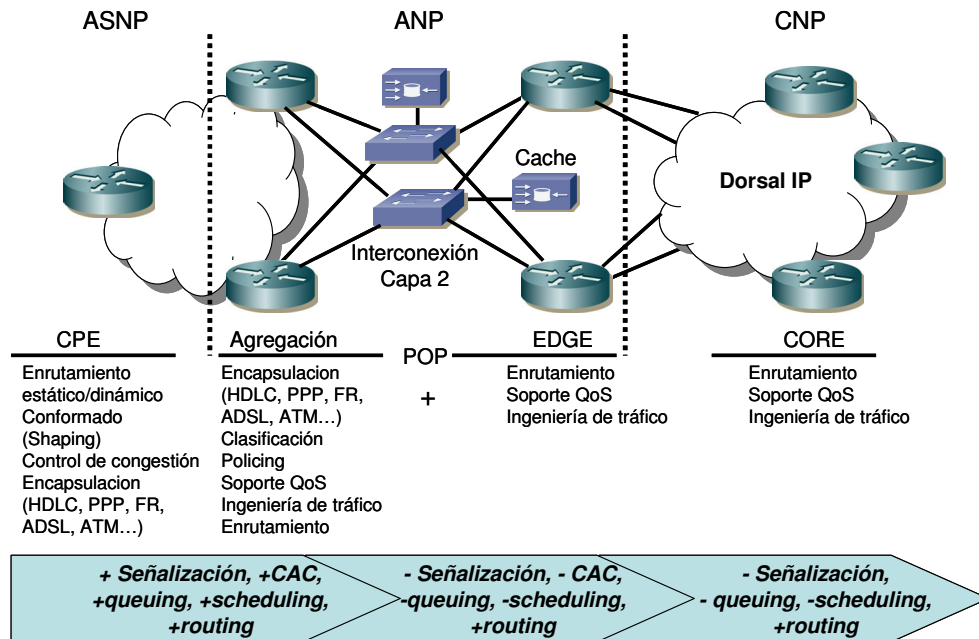 ASNP
ANP
CNP
Cache
Dorsal IP
Interconexión
Capa 2
CPE
Enrutamiento
estático/dinámico
Conformado
(Shaping)
Control de congestión
Encapsulacion
(HDLC, PPP, FR,
ADSL, ATM…)
Agregación
Encapsulacion
(HDLC, PPP, FR,
ADSL, ATM…)
Clasificación
Policing
Soporte QoS
Ingeniería de tráfico
Enrutamiento
POP
+
EDGE
Enrutamiento
Soporte QoS
Ingeniería de tráfico
CORE
Enrutamiento
Soporte QoS
Ingeniería de tráfico
+ Señalización, +CAC,
+queuing, +scheduling,
+routing
- Señalización, - CAC,
-queuing, -scheduling,
+routing
- Señalización,
- queuing, -scheduling,
+routing